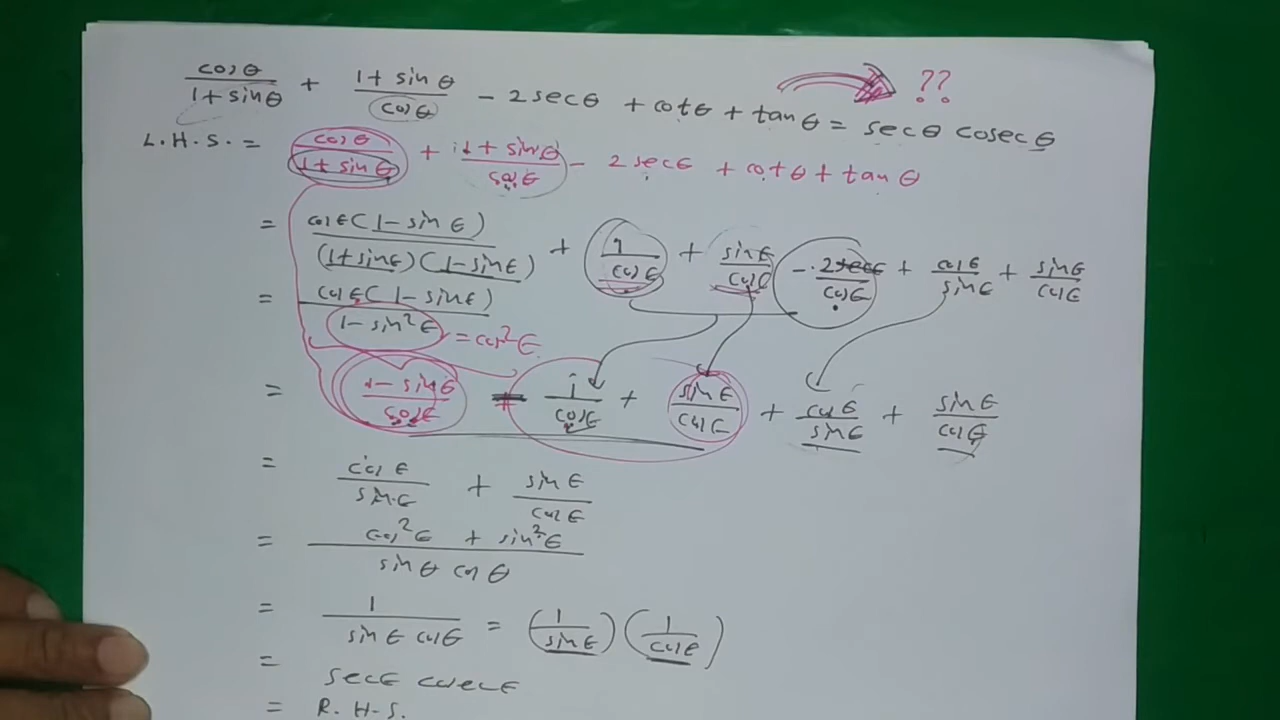 cosθ/(1+sinθ) + (1+sinθ)/cosθ − 2secθ + cotθ + tanθ = secθ cosecθ ??
L.H.S. = cosθ/(1+sinθ) + (1+sinθ)/cosθ − 2secθ + cotθ + tanθ
= cosθ(1−sinθ)/((1+sinθ)(1−sinθ)) + 1/cosθ + sinθ/cosθ − 2/cosθ + cosθ/sinθ + sinθ/cosθ
= cosθ(1−sinθ)/(1−sin²θ) = cos²θ
= (1−sinθ)/cosθ − 1/cosθ + sinθ/cosθ + cosθ/sinθ + sinθ/cosθ
= cosθ/sinθ + sinθ/cosθ
= (cos²θ + sin²θ)/(sinθ cosθ)
= 1/(sinθ cosθ) = (1/sinθ)(1/cosθ)
= secθ cosecθ
= R.H.S.